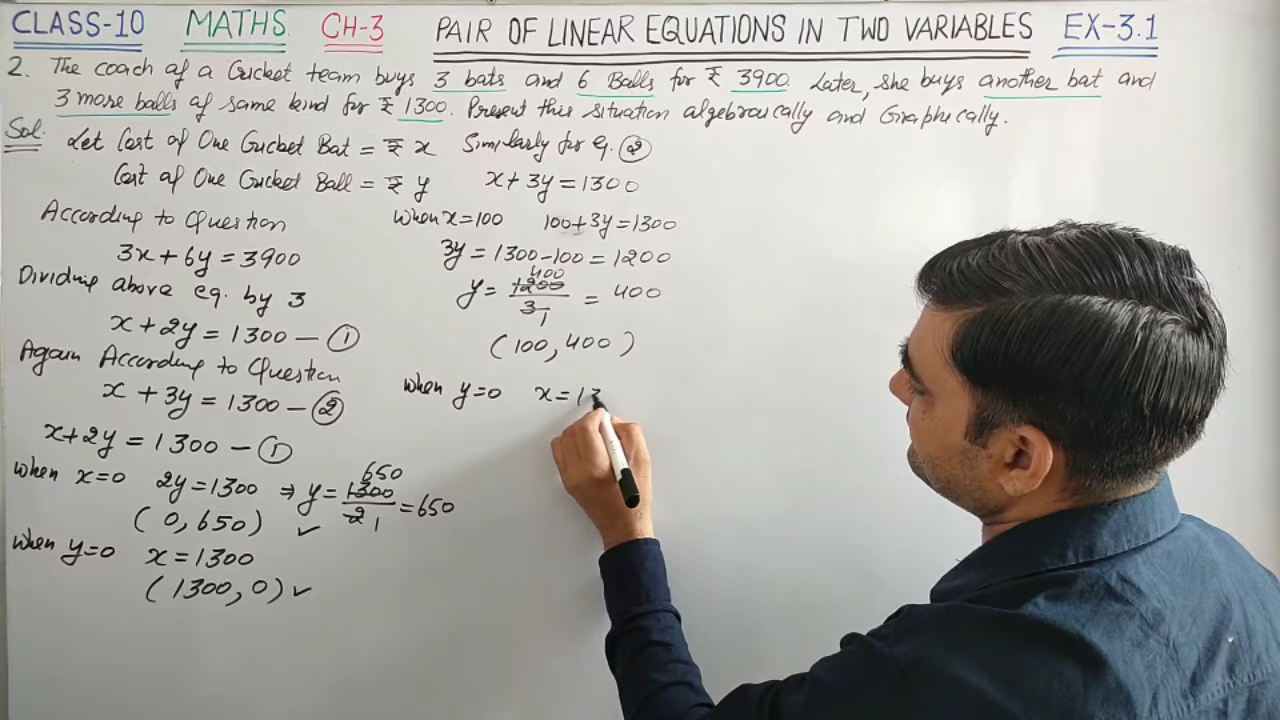 CLASS-10 MATHS CH-3 PAIR OF LINEAR EQUATIONS IN TWO VARIABLES EX-3.1
2. The coach of a Cricket team buys 3 bats and 6 Balls for ₹ 3900. Later, she buys another bat and
3 more balls of same kind for ₹ 1300. Present this situation algebraically and Graphically.
Sol. Let Cost of One Cricket Bat = ₹ x
Cost of One Cricket Ball = ₹ y
According to Question
3x + 6y = 3900
Dividing above eq. by 3
x + 2y = 1300 — ①
Again According to Question
x + 3y = 1300 — ②
x + 2y = 1300 — ①
When x=0 2y = 1300 ⇒ y = 1300/2 = 650
650
1
(0, 650) ✓
When y=0 x = 1300
(1300, 0) ✓
Similarly for eq. ②
x + 3y = 1300
When x=100 100+3y = 1300
3y = 1300-100 = 1200
400
y = 1200/3 = 400
1
(100, 400)
When y=0 x = 13